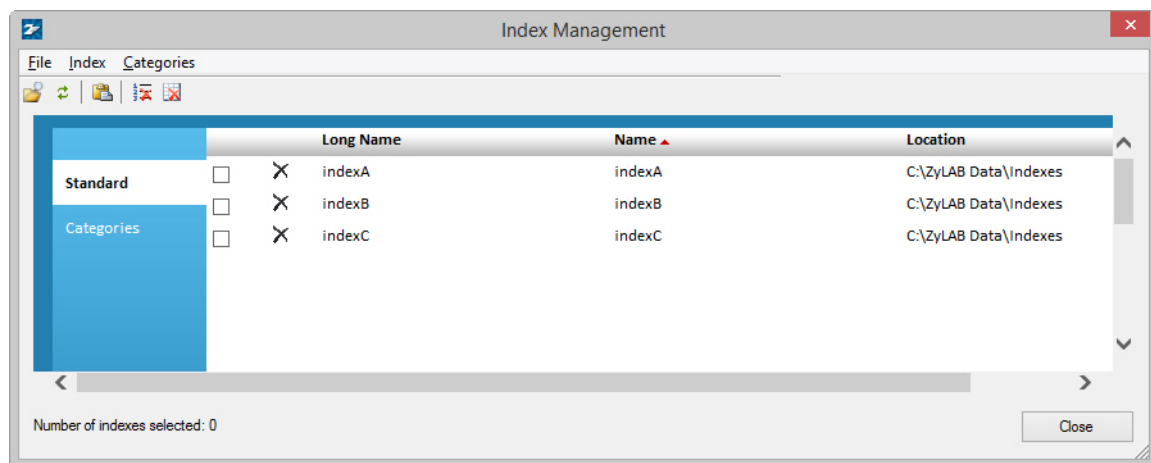 Index Management
File Index Categories
Long Name Name Location
Standard
Categories
indexA indexA C:\ZyLAB Data\Indexes
indexB indexB C:\ZyLAB Data\Indexes
indexC indexC C:\ZyLAB Data\Indexes
Number of indexes selected: 0
Close